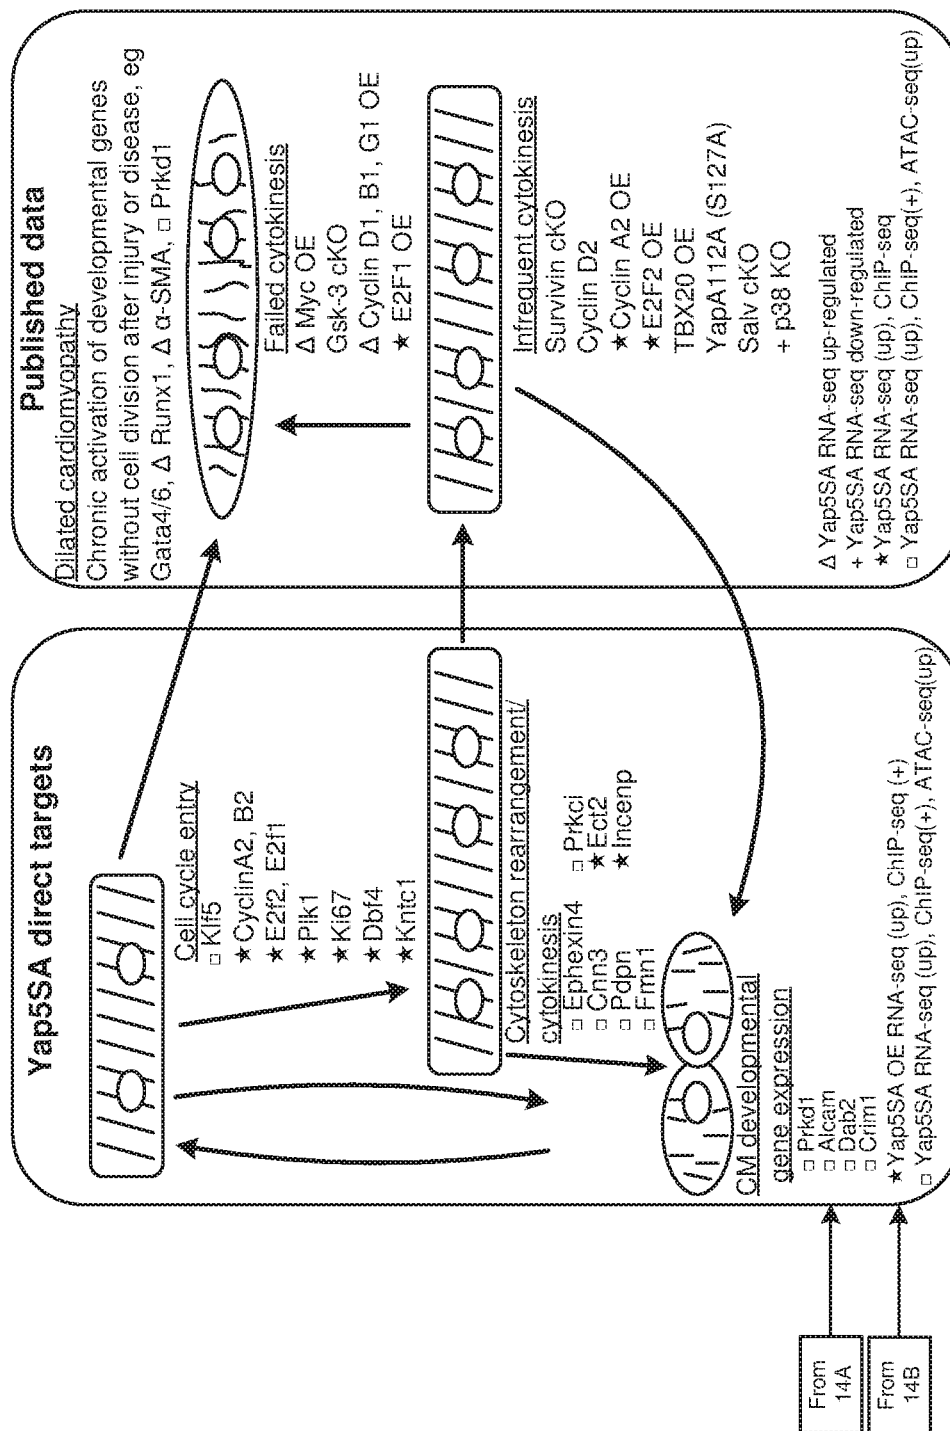 Yap5SA direct targets
Cell cycle entry
□ Klf5
★CyclinA2, B2
★E2f2, E2f1
★Plk1
★Ki67
★Dbf4
★Kntc1
Cytoskeleton rearrangement/
cytokinesis
□ Ephexin4
□ Cnn3
□ Pdpn
□ Fmn1
□ Prkci
★Ect2
★Incenp
CM developmental
gene expression
□ Prkd1
□ Alcam
□ Dab2
□ Crim1
★Yap5SA OE RNA-seq (up), ChIP-seq (+)
□ Yap5SA RNA-seq (up), ChIP-seq(+), ATAC-seq(up)
From
14A
From
14B
Published data
Dilated cardiomyopathy
Chronic activation of developmental genes
without cell division after injury or disease, eg
Gata4/6, Δ Runx1, Δ α-SMA, □ Prkd1
Failed cytokinesis
Δ Myc OE
Gsk-3 cKO
Δ Cyclin D1, B1, G1 OE
★ E2F1 OE
Infrequent cytokinesis
Survivin cKO
Cyclin D2
★Cyclin A2 OE
★E2F2 OE
TBX20 OE
YapA112A (S127A)
Salv cKO
+ p38 KO
Δ Yap5SA RNA-seq up-regulated
+ Yap5SA RNA-seq down-regulated
★Yap5SA RNA-seq (up), ChIP-seq
□ Yap5SA RNA-seq (up), ChIP-seq(+), ATAC-seq(up)